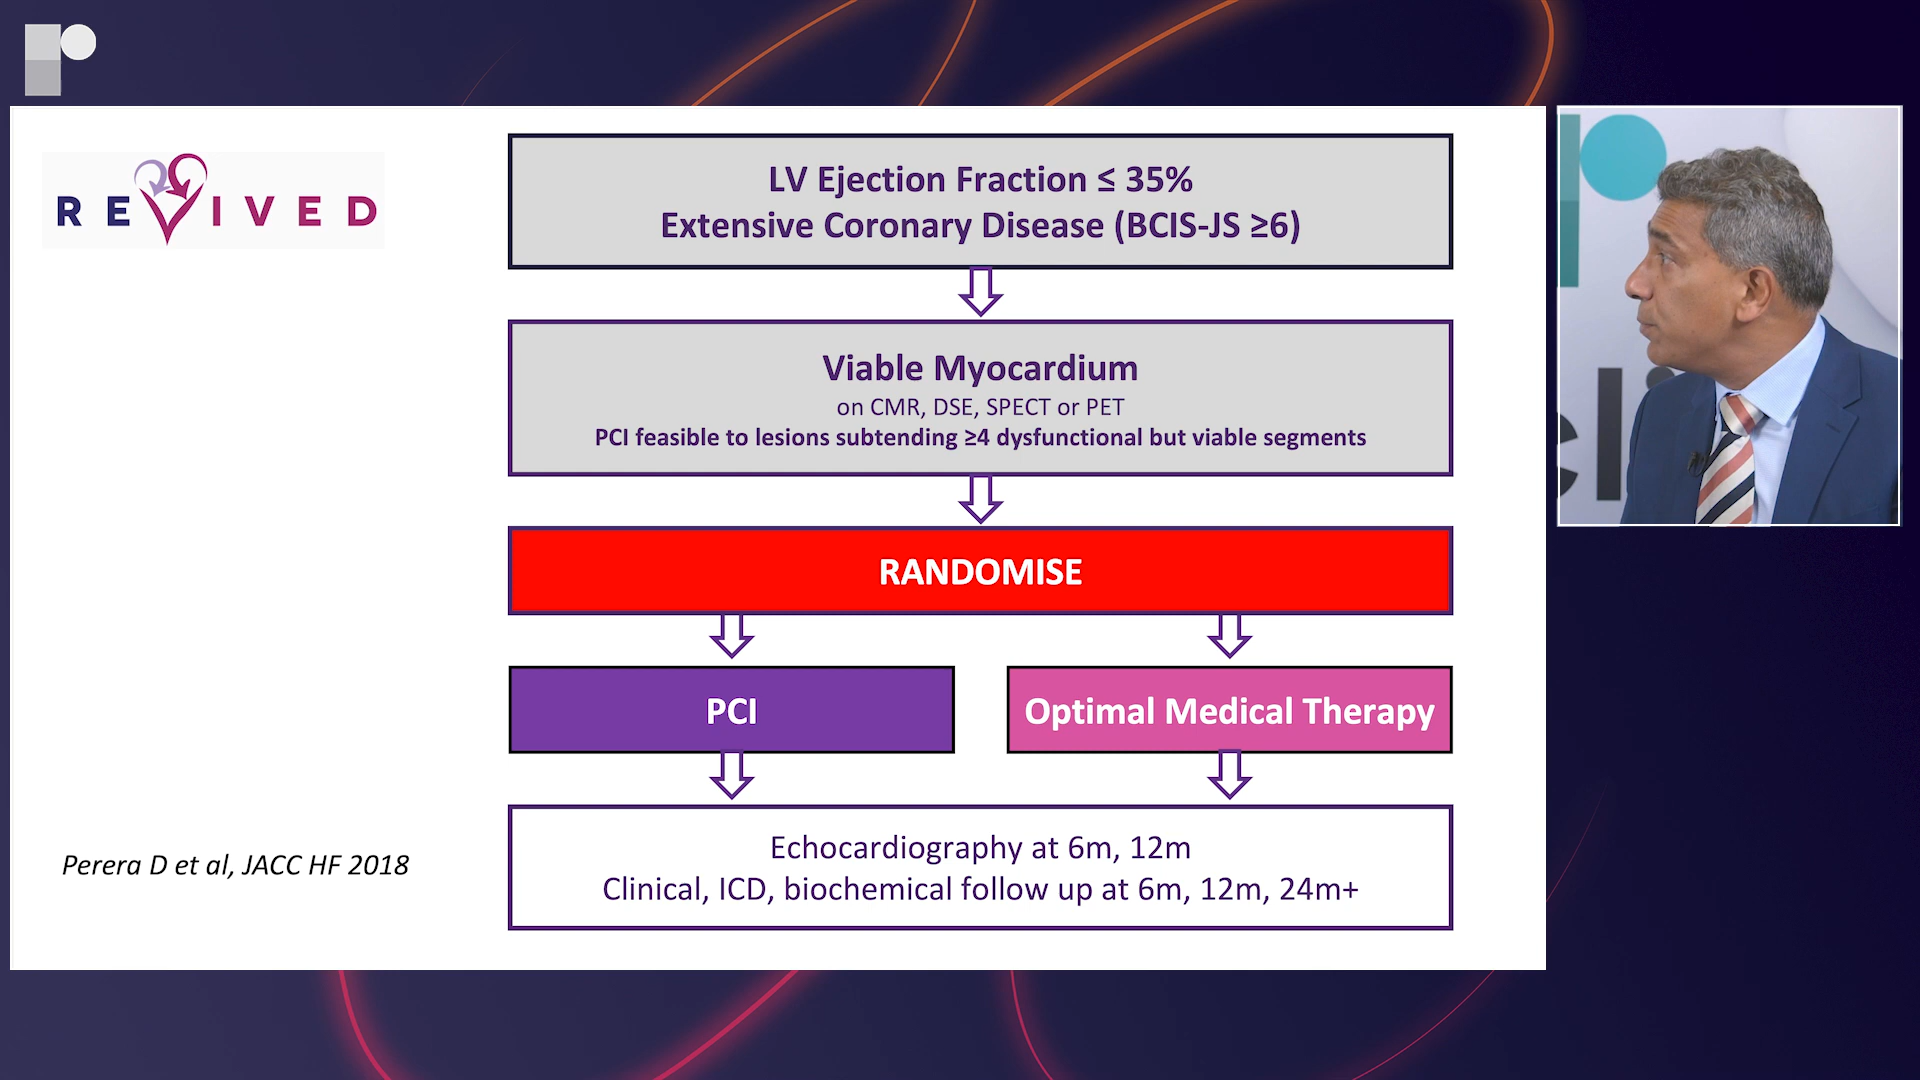 REVIVED
LV Ejection Fraction ≤ 35%
Extensive Coronary Disease (BCIS-JS ≥6)
Viable Myocardium
on CMR, DSE, SPECT or PET
PCI feasible to lesions subtending ≥4 dysfunctional but viable segments
RANDOMISE
PCI
Optimal Medical Therapy
Echocardiography at 6m, 12m
Clinical, ICD, biochemical follow up at 6m, 12m, 24m+
Perera D et al, JACC HF 2018